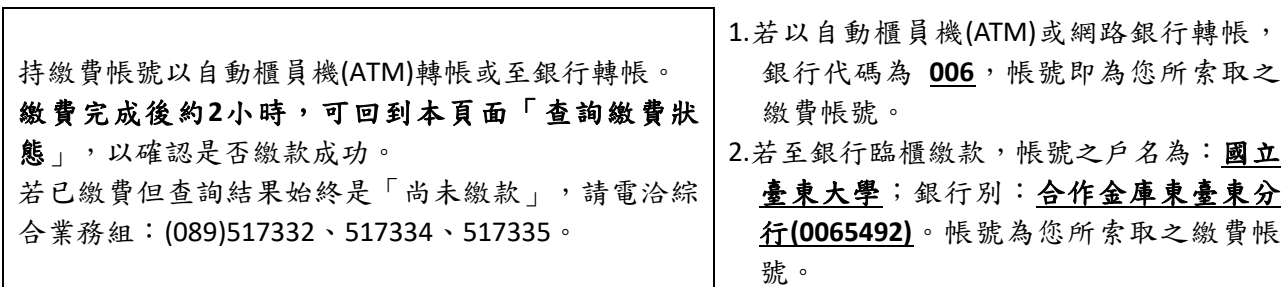 持繳費帳號以自動櫃員機(ATM)轉帳或至銀行轉帳。
繳費完成後約2小時,可回到本頁面「查詢繳費狀
態」,以確認是否繳款成功。
若已繳費但查詢結果始終是「尚未繳款」,請電洽綜
合業務組:(089)517332、517334、517335。
1.若以自動櫃員機(ATM)或網路銀行轉帳,
銀行代碼為 006,帳號即為您所索取之
繳費帳號。
2.若至銀行臨櫃繳款,帳號之戶名為:國立
臺東大學;銀行別:合作金庫東臺東分
行(0065492)。帳號為您所索取之繳費帳
號。